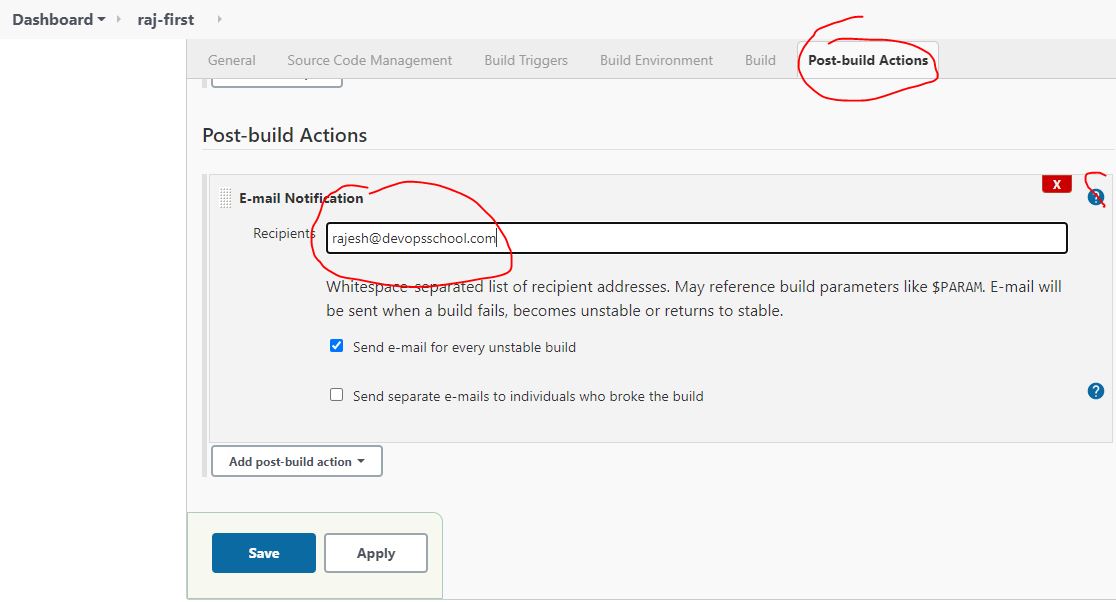 Dashboard raj-first
General Source Code Management Build Triggers Build Environment Build Post-build Actions
Post-build Actions
E-mail Notification X ?
Recipients rajesh@devopsschool.com
Whitespace-separated list of recipient addresses. May reference build parameters like $PARAM. E-mail will
be sent when a build fails, becomes unstable or returns to stable.
Send e-mail for every unstable build
Send separate e-mails to individuals who broke the build ?
Add post-build action
Save Apply